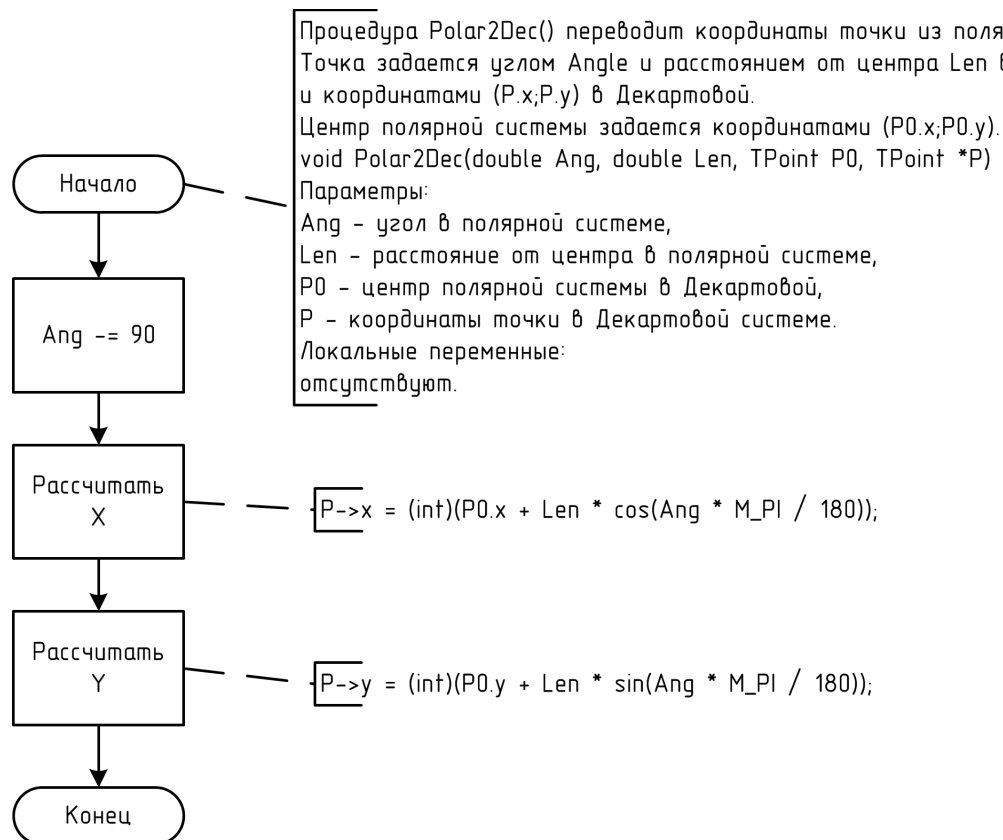 Процедура Polar2Dec() переводит координаты точки из
Точка задается углом Angle и расстоянием от центра Len
и координатами (P.x;P.y) в Декартовой.
Центр полярной системы задается координатами (P0.x;P0.y).
void Polar2Dec(double Ang, double Len, TPoint P0, TPoint *P)
Параметры:
Ang - угол в полярной системе,
Len - расстояние от центра в полярной системе,
P0 - центр полярной системы в Декартовой,
P - координаты точки в Декартовой системе.
Локальные переменные:
отсутствуют.
Начало
Ang -= 90
Рассчитать
X
P->x = (int)(P0.x + Len * cos(Ang * M_PI / 180));
Рассчитать
Y
P->y = (int)(P0.y + Len * sin(Ang * M_PI / 180));
Конец